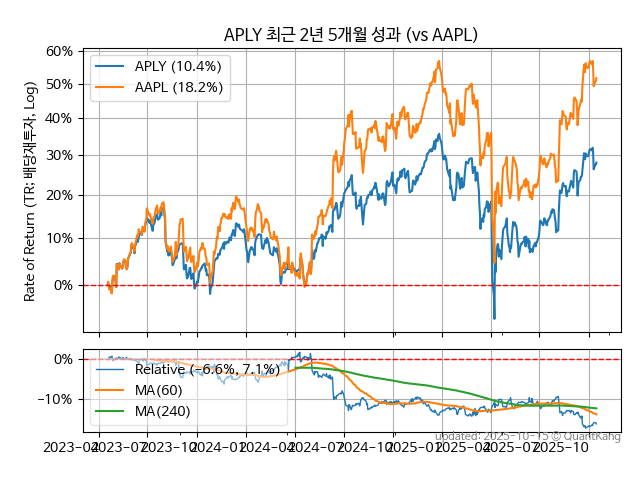 APLY 최근 2년 5개월 성과 (vs AAPL)
Rate of Return (TR: 배당재투자, Log)
60%
50%
40%
30%
20%
10%
0%
APLY (10.4%)
AAPL (18.2%)
0%
-10%
Relative (-6.6%, 7.1%)
MA(60)
MA(240)
2023-04 2023-07 2023-10 2024-01 2024-04 2024-07 2024-10 2025-01 2025-04 2025-07 2025-10
updated: 2025-10-15 © QuantKang